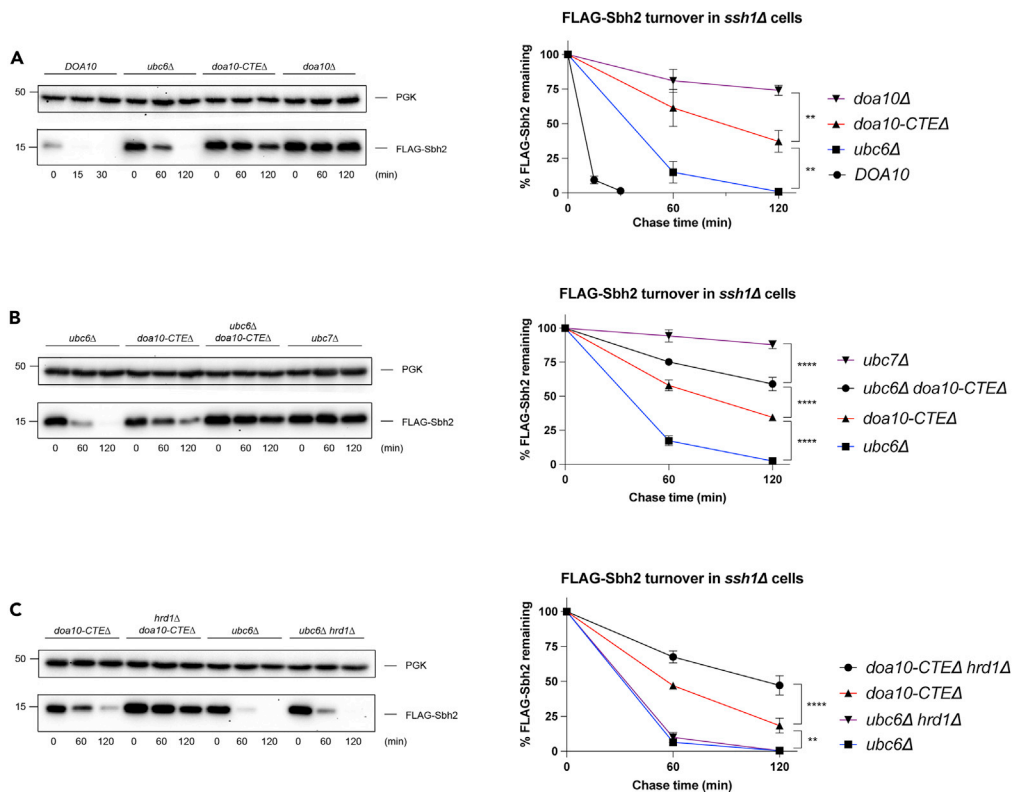 A
DOA10 ubc6Δ doa10-CTEΔ doa10Δ
50
PGK
15
FLAG-Sbh2
0 15 30 0 60 120 0 60 120 0 60 120 (min)
FLAG-Sbh2 turnover in ssh1Δ cells
% FLAG-Sbh2 remaining
100
75
50
25
0
0 60 120
Chase time (min)
**
**
doa10Δ
doa10-CTEΔ
ubc6Δ
DOA10
B
ubc6Δ doa10-CTEΔ ubc6Δ doa10-CTEΔ ubc7Δ
50
PGK
15
FLAG-Sbh2
0 60 120 0 60 120 0 60 120 0 60 120 (min)
FLAG-Sbh2 turnover in ssh1Δ cells
% FLAG-Sbh2 remaining
100
75
50
25
0
0 60 120
Chase time (min)
****
****
****
ubc7Δ
ubc6Δ doa10-CTEΔ
doa10-CTEΔ
ubc6Δ
C
doa10-CTEΔ hrd1Δ doa10-CTEΔ ubc6Δ ubc6Δ hrd1Δ
50
PGK
15
FLAG-Sbh2
0 60 120 0 60 120 0 60 120 0 60 120
(min)
FLAG-Sbh2 turnover in ssh1Δ cells
% FLAG-Sbh2 remaining
100
75
50
25
0
0 60 120
Chase time (min)
****
**
doa10-CTEΔ hrd1Δ
doa10-CTEΔ
ubc6Δ hrd1Δ
ubc6Δ